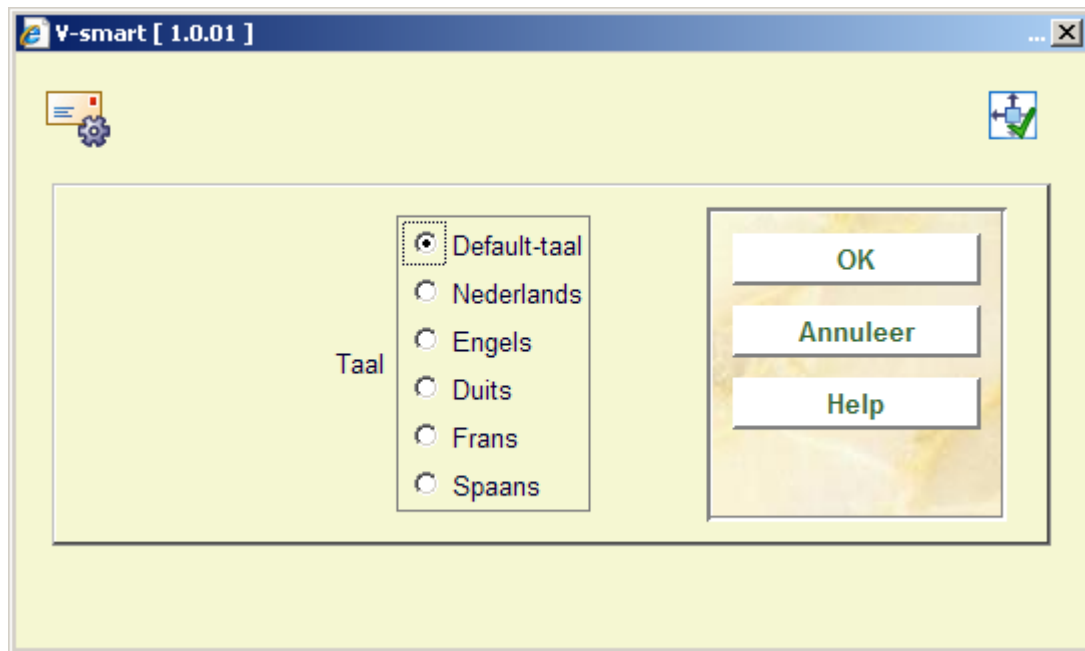 V-smart [ 1.0.01 ]
...
Taal
Default-taal
Nederlands
Engels
Duits
Frans
Spaans
OK
Annuleer
Help